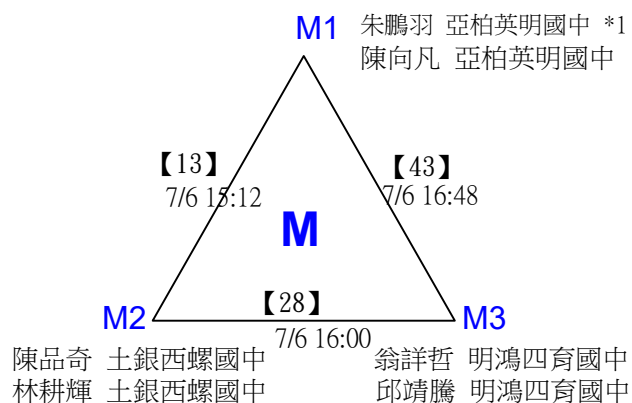 M1 朱鵬羽 亞柏英明國中 *1
陳向凡 亞柏英明國中
【13】 【43】
7/6 15:12 7/6 16:48
M
M2 【28】 M3
7/6 16:00
陳品奇 土銀西螺國中 翁詳哲 明鴻四育國中
林耕輝 土銀西螺國中 邱靖騰 明鴻四育國中